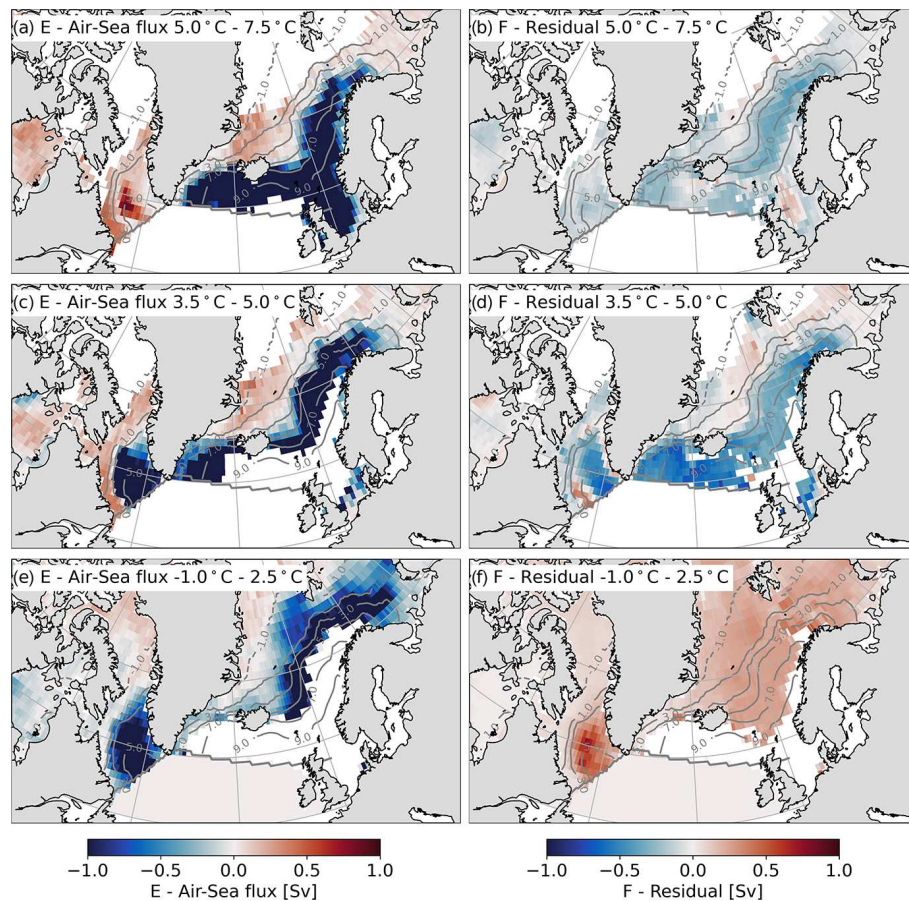 (a) E - Air-Sea flux 5.0°C - 7.5°C
(b) F - Residual 5.0°C - 7.5°C
(c) E - Air-Sea flux 3.5°C - 5.0°C
(d) F - Residual 3.5°C - 5.0°C
(e) E - Air-Sea flux -1.0°C - 2.5°C
(f) F - Residual -1.0°C - 2.5°C
−1.0 −0.5 0.0 0.5 1.0
E - Air-Sea flux [Sv]
−1.0 −0.5 0.0 0.5 1.0
F - Residual [Sv]